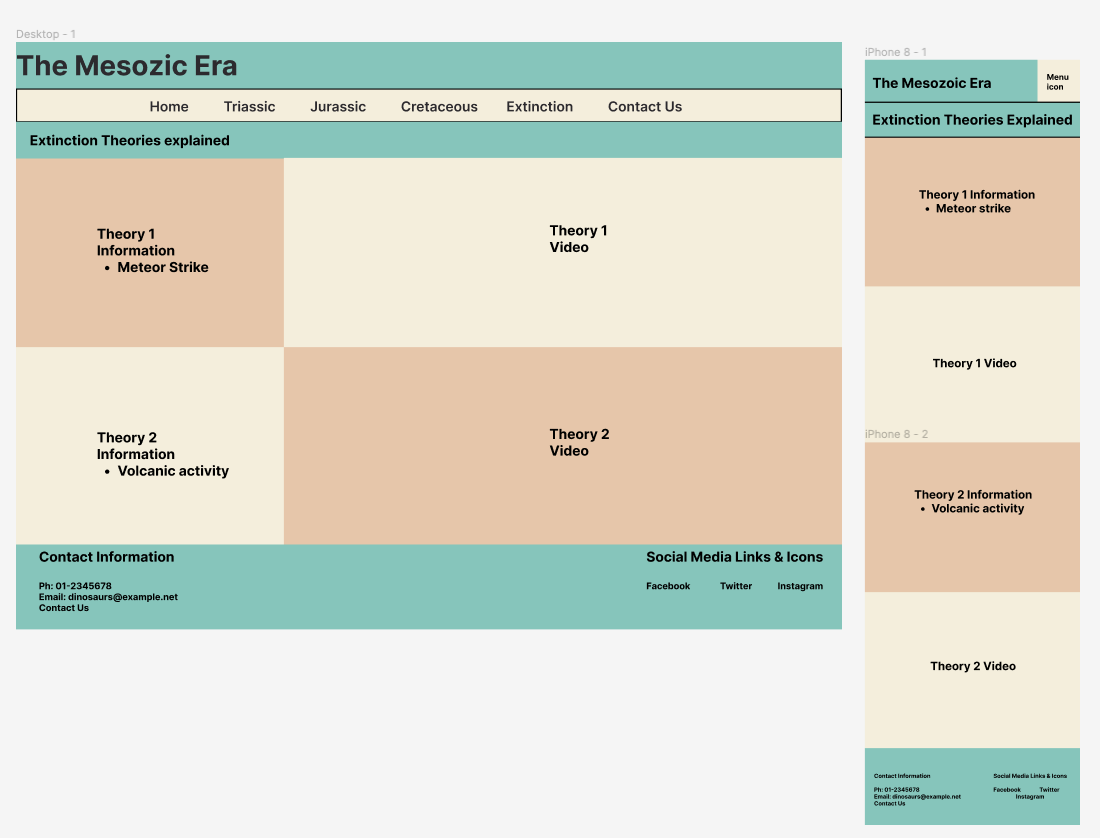 Desktop - 1
The Mesozic Era
Home Triassic Jurassic Cretaceous Extinction Contact Us
Extinction Theories explained
Theory 1
Information
• Meteor Strike
Theory 1
Video
Theory 2
Information
• Volcanic activity
Theory 2
Video
Contact Information
Ph: 01-2345678
Email: dinosaurs@example.net
Contact Us
Social Media Links & Icons
Facebook Twitter Instagram
iPhone 8 - 1
The Mesozoic Era
Menu
icon
Extinction Theories Explained
Theory 1 Information
• Meteor strike
Theory 1 Video
iPhone 8 - 2
Theory 2 Information
• Volcanic activity
Theory 2 Video
Contact Information
Ph: 01-2345678
Email: dinosaurs@example.net
Contact Us
Social Media Links & Icons
Facebook Twitter
Instagram